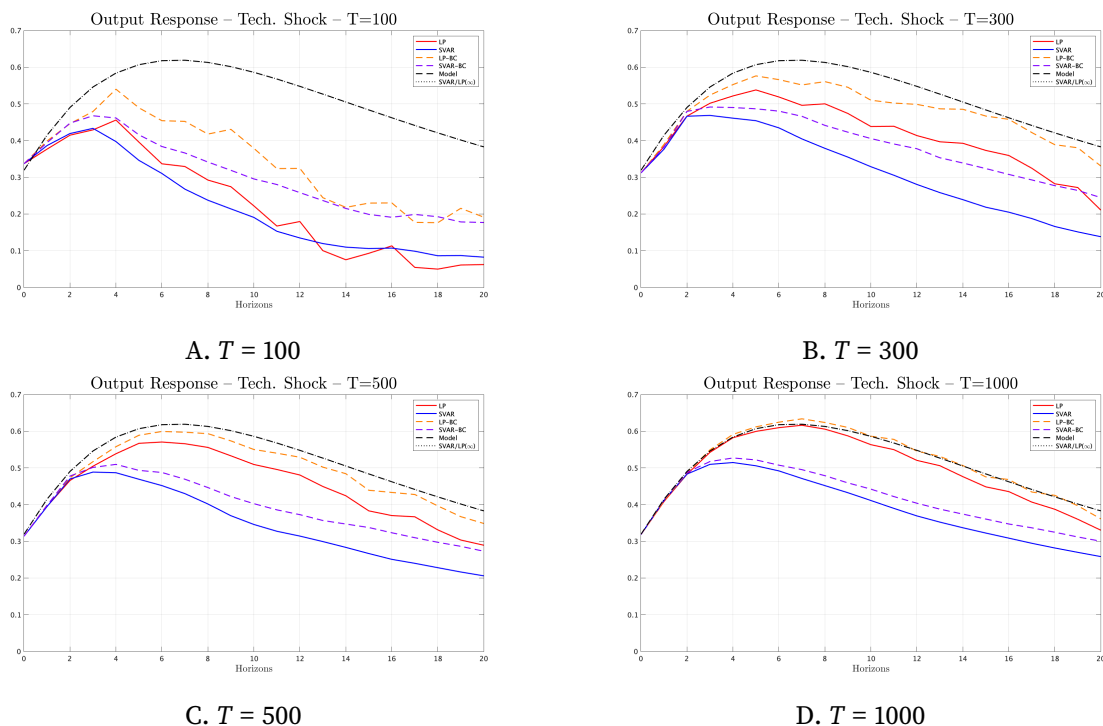 Output Response – Tech. Shock – T=100
0.7
0.6
0.5
0.4
0.3
0.2
0.1
0
0 2 4 6 8 10 12 14 16 18 20
Horizons
LP
SVAR
LP-BC
SVAR-BC
Model
SVAR/LP(∞)
A. T = 100
Output Response – Tech. Shock – T=300
0.7
0.6
0.5
0.4
0.3
0.2
0.1
0
0 2 4 6 8 10 12 14 16 18 20
Horizons
LP
SVAR
LP-BC
SVAR-BC
Model
SVAR/LP(∞)
B. T = 300
Output Response – Tech. Shock – T=500
0.7
0.6
0.5
0.4
0.3
0.2
0.1
0
0 2 4 6 8 10 12 14 16 18 20
Horizons
LP
SVAR
LP-BC
SVAR-BC
Model
SVAR/LP(∞)
C. T = 500
Output Response – Tech. Shock – T=1000
0.7
0.6
0.5
0.4
0.3
0.2
0.1
0
0 2 4 6 8 10 12 14 16 18 20
Horizons
LP
SVAR
LP-BC
SVAR-BC
Model
SVAR/LP(∞)
D. T = 1000